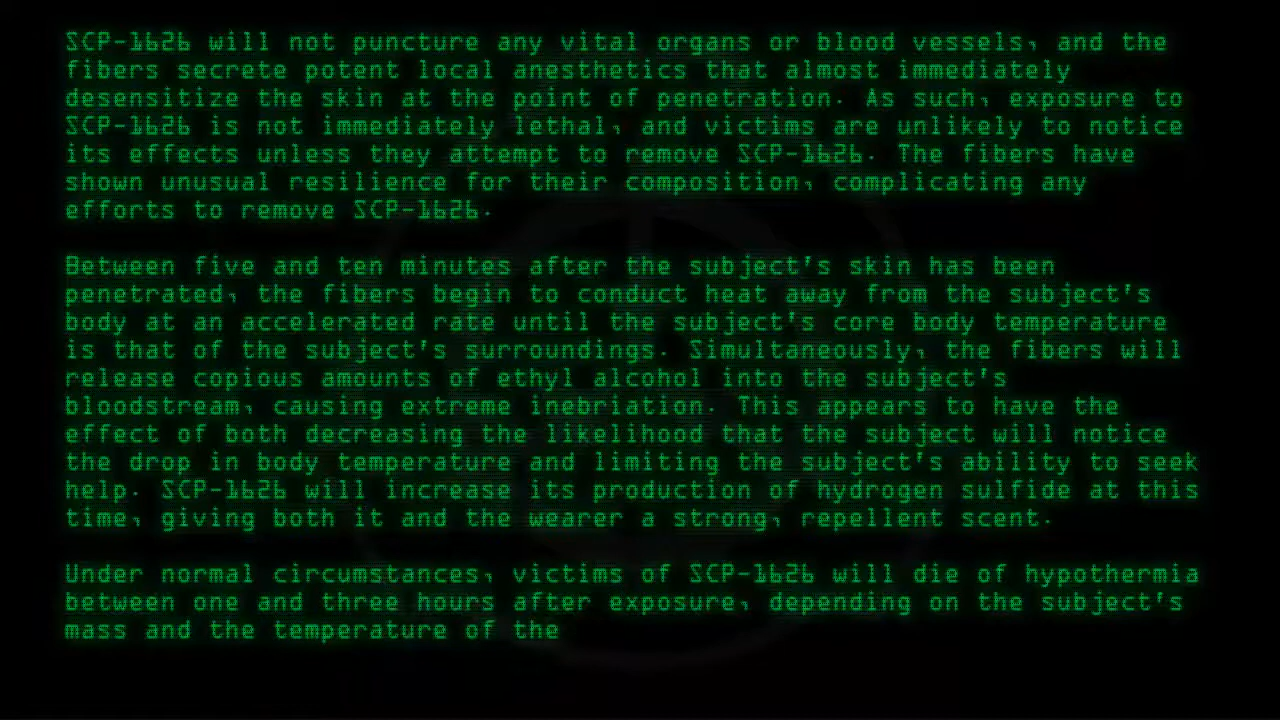 SCP-1626 will not puncture any vital organs or blood vessels, and the
fibers secrete potent local anesthetics that almost immediately
desensitize the skin at the point of penetration. As such, exposure to
SCP-1626 is not immediately lethal, and victims are unlikely to notice
its effects unless they attempt to remove SCP-1626. The fibers have
shown unusual resilience for their composition, complicating any
efforts to remove SCP-1626.
Between five and ten minutes after the subject's skin has been
penetrated, the fibers begin to conduct heat away from the subject's
body at an accelerated rate until the subject's core body temperature
is that of the subject's surroundings. Simultaneously, the fibers will
release copious amounts of ethyl alcohol into the subject's
bloodstream, causing extreme inebriation. This appears to have the
effect of both decreasing the likelihood that the subject will notice
the drop in body temperature and limiting the subject's ability to seek
help. SCP-1626 will increase its production of hydrogen sulfide at this
time, giving both it and the wearer a strong, repellent scent.
Under normal circumstances, victims of SCP-1626 will die of hypothermia
between one and three hours after exposure, depending on the subject's
mass and the temperature of the